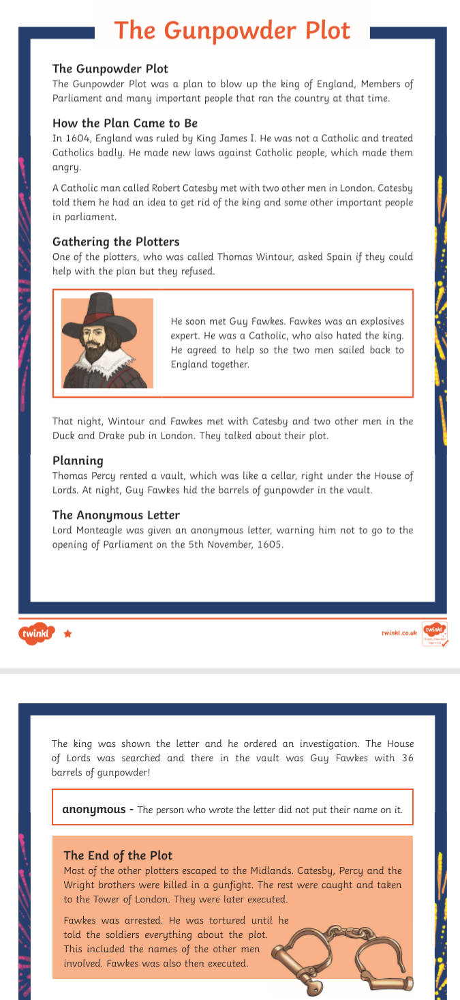 The Gunpowder Plot
The Gunpowder Plot
The Gunpowder Plot was a plan to blow up the king of England, Members of
Parliament and many important people that ran the country at that time.
How the Plan Came to Be
In 1604, England was ruled by King James I. He was not a Catholic and treated
Catholics badly. He made new laws against Catholic people, which made them
angry.
A Catholic man called Robert Catesby met with two other men in London. Catesby
told them he had an idea to get rid of the king and some other important people
in parliament.
Gathering the Plotters
One of the plotters, who was called Thomas Wintour, asked Spain if they could
help with the plan but they refused.
He soon met Guy Fawkes. Fawkes was an explosives
expert. He was a Catholic, who also hated the king.
He agreed to help so the two men sailed back to
England together.
That night, Wintour and Fawkes met with Catesby and two other men in the
Duck and Drake pub in London. They talked about their plot.
Planning
Thomas Percy rented a vault, which was like a cellar, right under the House of
Lords. At night, Guy Fawkes hid the barrels of gunpowder in the vault.
The Anonymous Letter
Lord Monteagle was given an anonymous letter, warning him not to go to the
opening of Parliament on the 5th November, 1605.
twinkl
twinkl.co.uk
twinkl
Quality Standard
Approved
The king was shown the letter and he ordered an investigation. The House
of Lords was searched and there in the vault was Guy Fawkes with 36
barrels of gunpowder!
anonymous - The person who wrote the letter did not put their name on it.
The End of the Plot
Most of the other plotters escaped to the Midlands. Catesby, Percy and the
Wright brothers were killed in a gunfight. The rest were caught and taken
to the Tower of London. They were later executed.
Fawkes was arrested. He was tortured until he
told the soldiers everything about the plot.
This included the names of the other men
involved. Fawkes was also then executed.